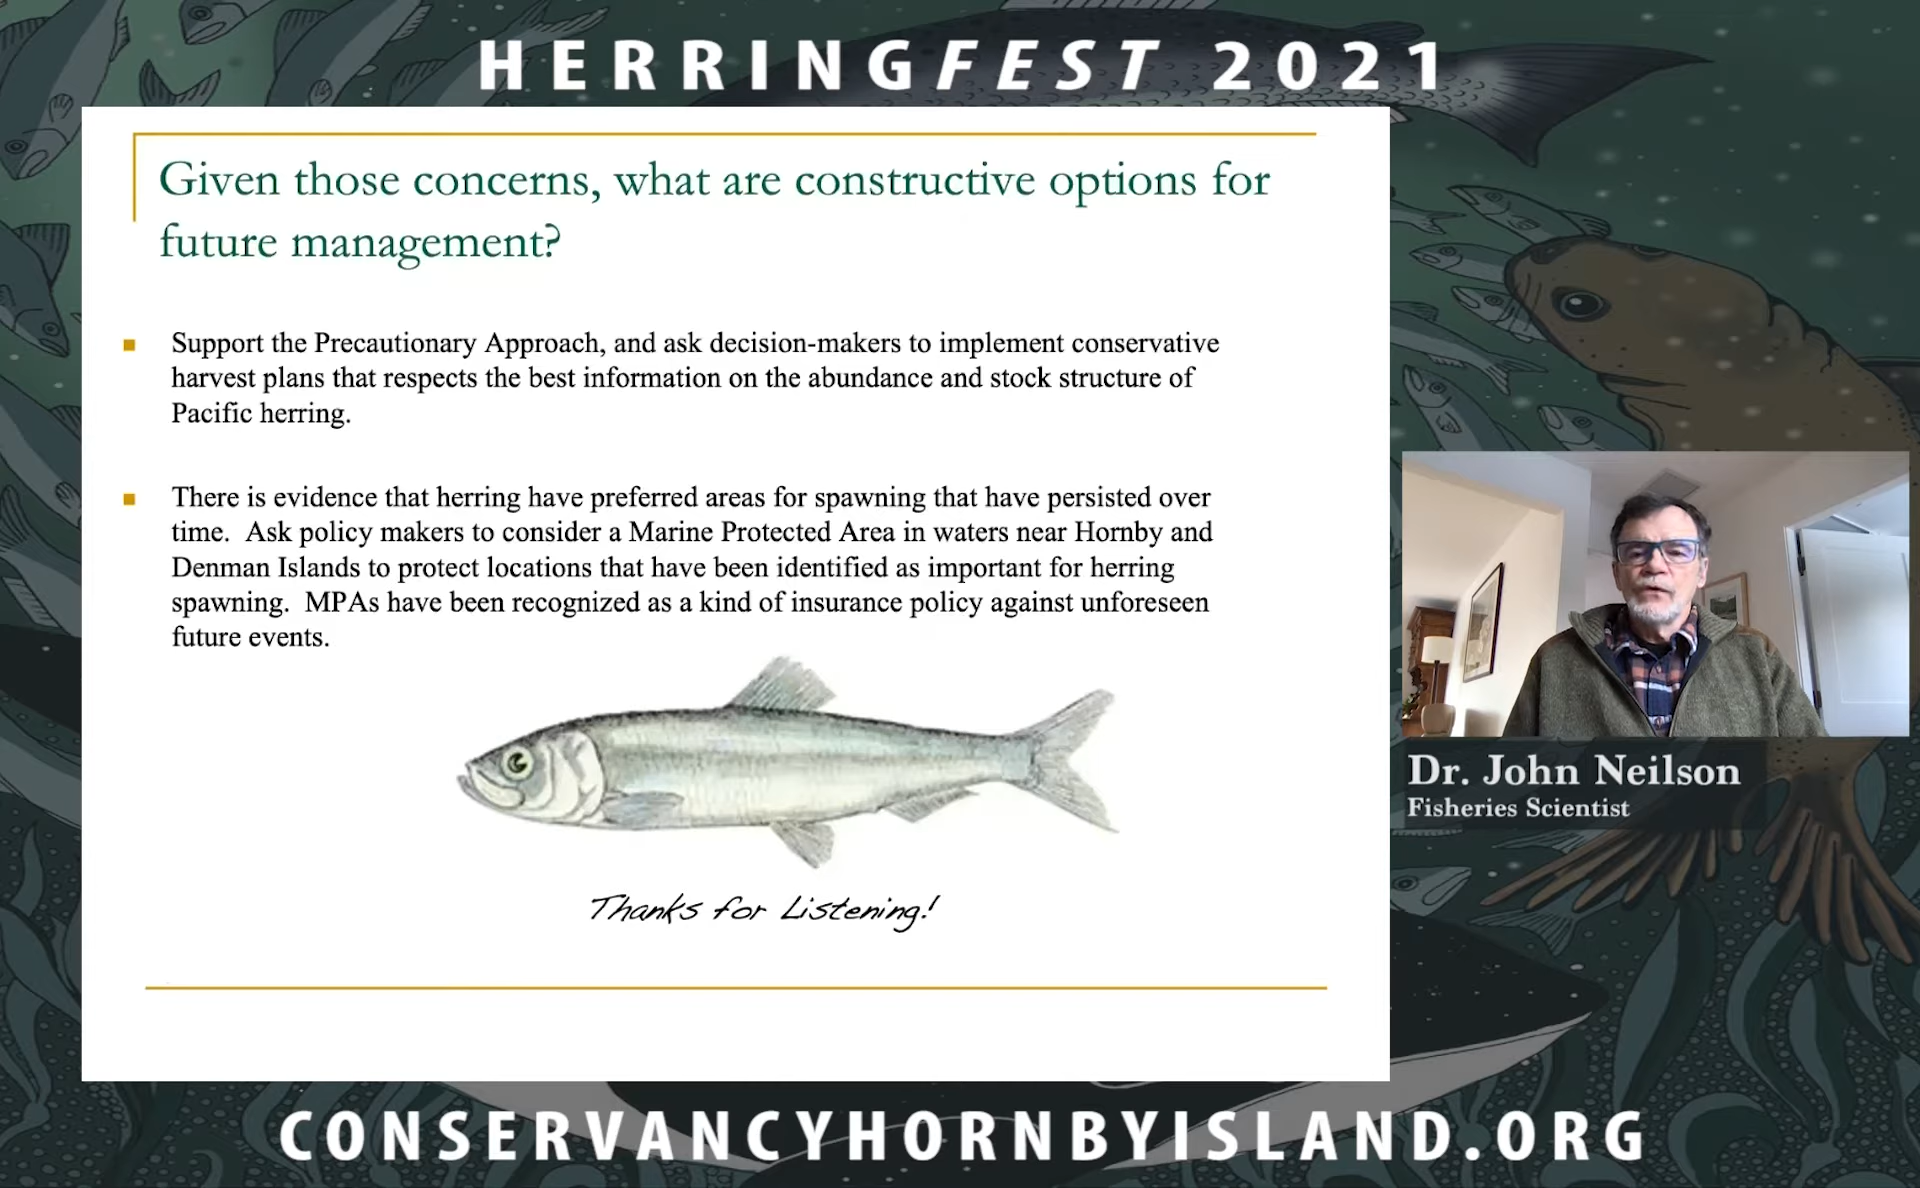 HERRINGFEST 2021
Given those concerns, what are constructive options for
future management?
Support the Precautionary Approach, and ask decision-makers to implement conservative
harvest plans that respects the best information on the abundance and stock structure of
Pacific herring.
There is evidence that herring have preferred areas for spawning that have persisted over
time.  Ask policy makers to consider a Marine Protected Area in waters near Hornby and
Denman Islands to protect locations that have been identified as important for herring
spawning.  MPAs have been recognized as a kind of insurance policy against unforeseen
future events.
Thanks for Listening!
Dr. John Neilson
Fisheries Scientist
CONSERVANCYHORNBYISLAND.ORG